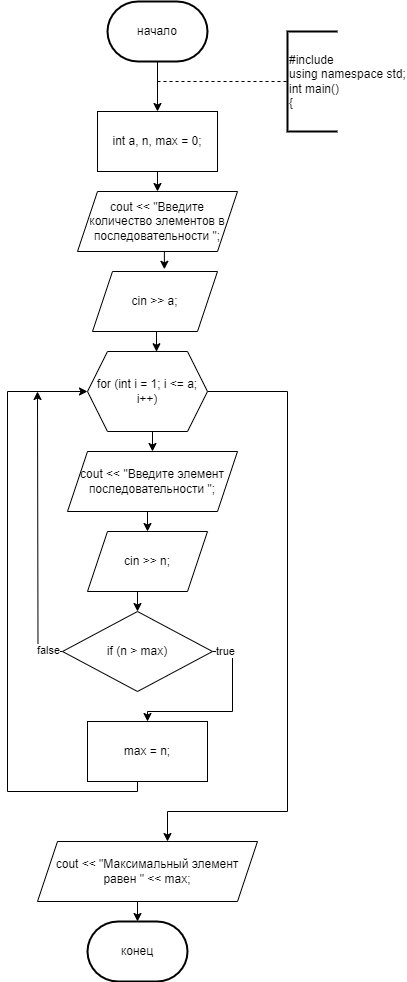 начало
#include
using namespace std;
int main()
{
int a, n, max = 0;
cout << "Введите
количество элементов в
последовательности ";
cin >> a;
for (int i = 1; i <= a;
i++)
cout << "Введите элемент
последовательности ";
cin >> n;
false
if (n > max)
true
max = n;
cout << "Максимальный элемент
равен " << max;
конец